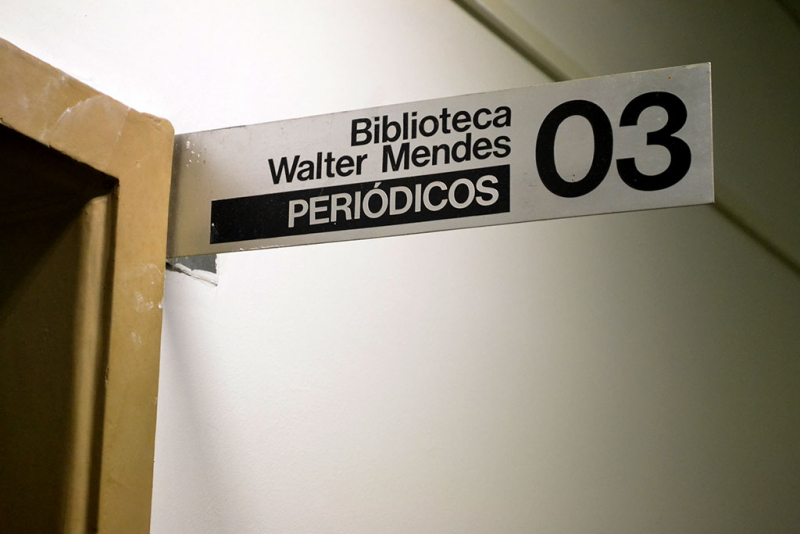 Biblioteca
Walter Mendes
PERIÓDICOS
03